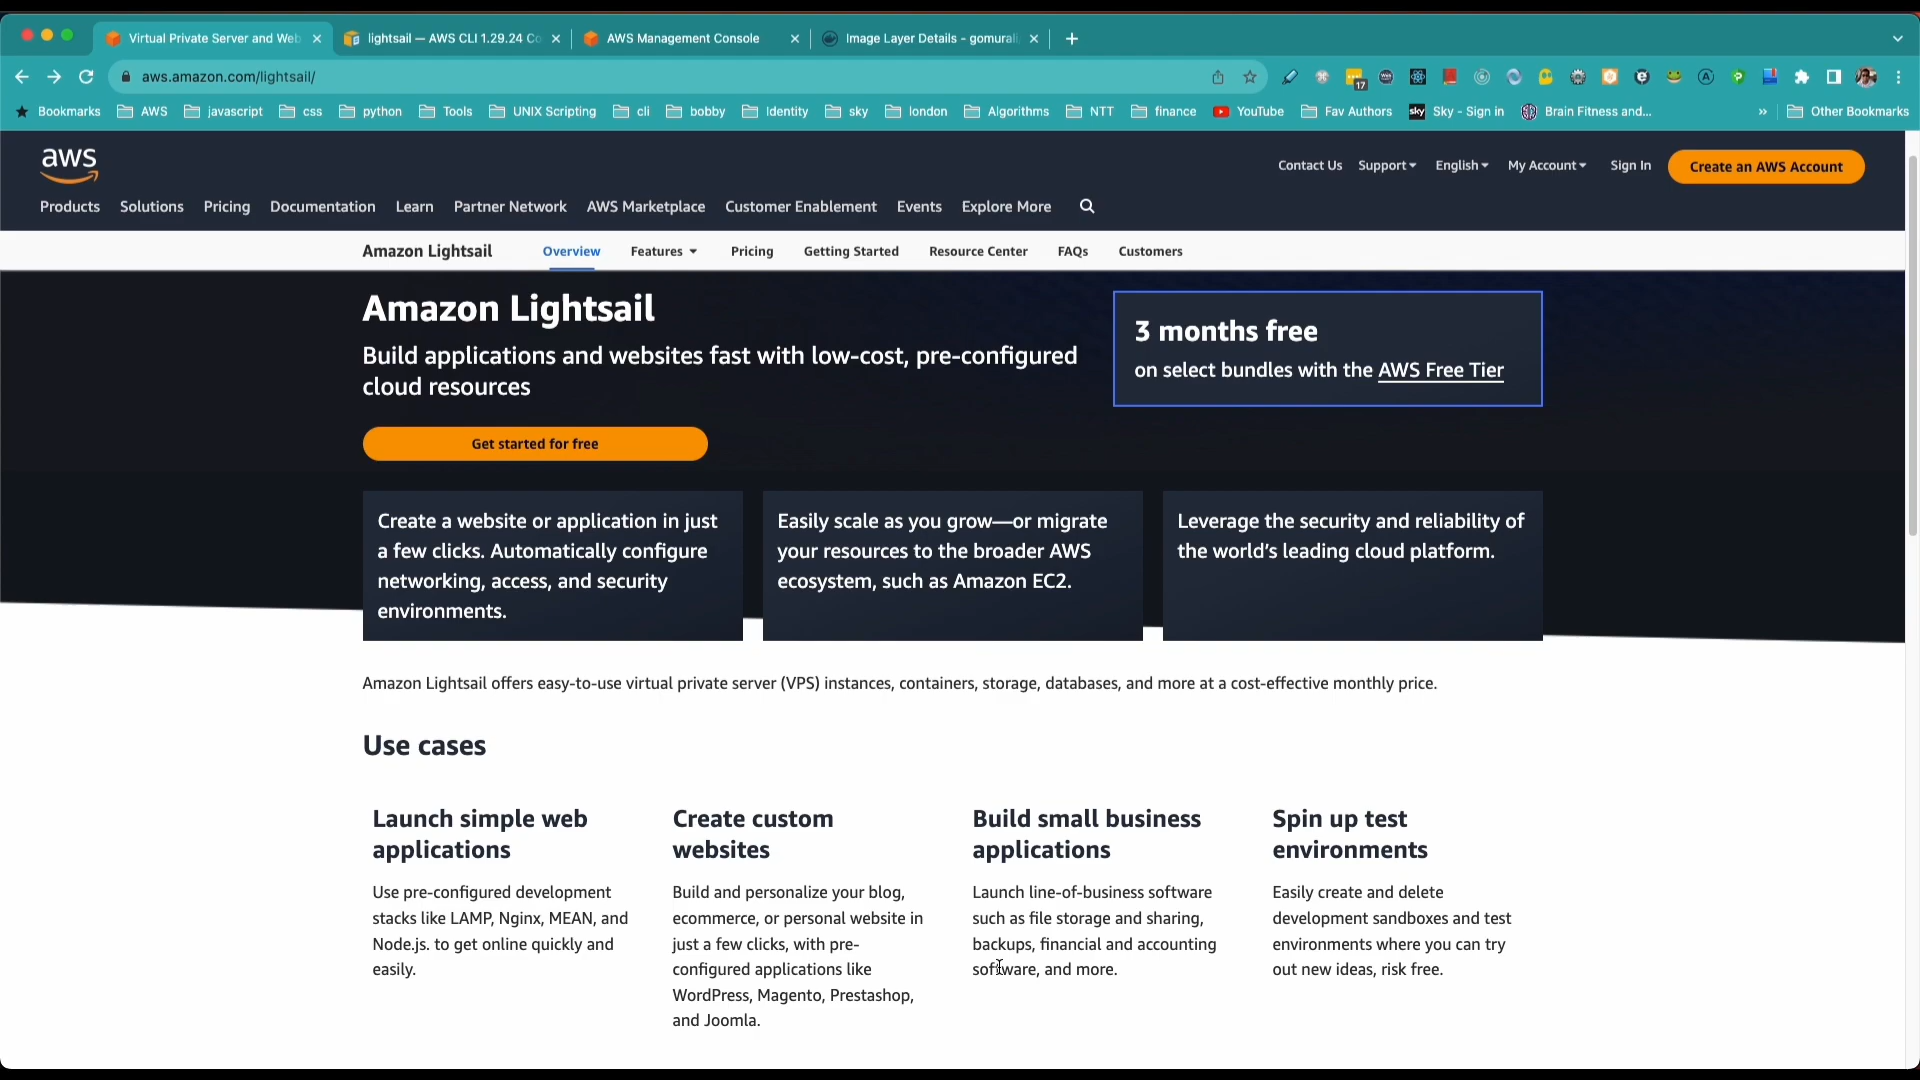 Virtual Private Server and Web
lightsail — AWS CLI 1.29.24 Co
AWS Management Console
Image Layer Details - gomurali
aws.amazon.com/lightsail/
17
Bookmarks
AWS
javascript
css
python
Tools
UNIX Scripting
cli
bobby
Identity
sky
london
Algorithms
NTT
finance
YouTube
Fav Authors
sky
Sky - Sign in
Brain Fitness and...
»
Other Bookmarks
aws
Contact Us
Support
English
My Account
Sign In
Create an AWS Account
Products
Solutions
Pricing
Documentation
Learn
Partner Network
AWS Marketplace
Customer Enablement
Events
Explore More
Amazon Lightsail
Overview
Features
Pricing
Getting Started
Resource Center
FAQs
Customers
Amazon Lightsail
Build applications and websites fast with low-cost, pre-configured
cloud resources
Get started for free
3 months free
on select bundles with the AWS Free Tier
Create a website or application in just
a few clicks. Automatically configure
networking, access, and security
environments.
Easily scale as you grow—or migrate
your resources to the broader AWS
ecosystem, such as Amazon EC2.
Leverage the security and reliability of
the world's leading cloud platform.
Amazon Lightsail offers easy-to-use virtual private server (VPS) instances, containers, storage, databases, and more at a cost-effective monthly price.
Use cases
Launch simple web
applications
Use pre-configured development
stacks like LAMP, Nginx, MEAN, and
Node.js. to get online quickly and
easily.
Create custom
websites
Build and personalize your blog,
ecommerce, or personal website in
just a few clicks, with pre-
configured applications like
WordPress, Magento, Prestashop,
and Joomla.
Build small business
applications
Launch line-of-business software
such as file storage and sharing,
backups, financial and accounting
software, and more.
Spin up test
environments
Easily create and delete
development sandboxes and test
environments where you can try
out new ideas, risk free.